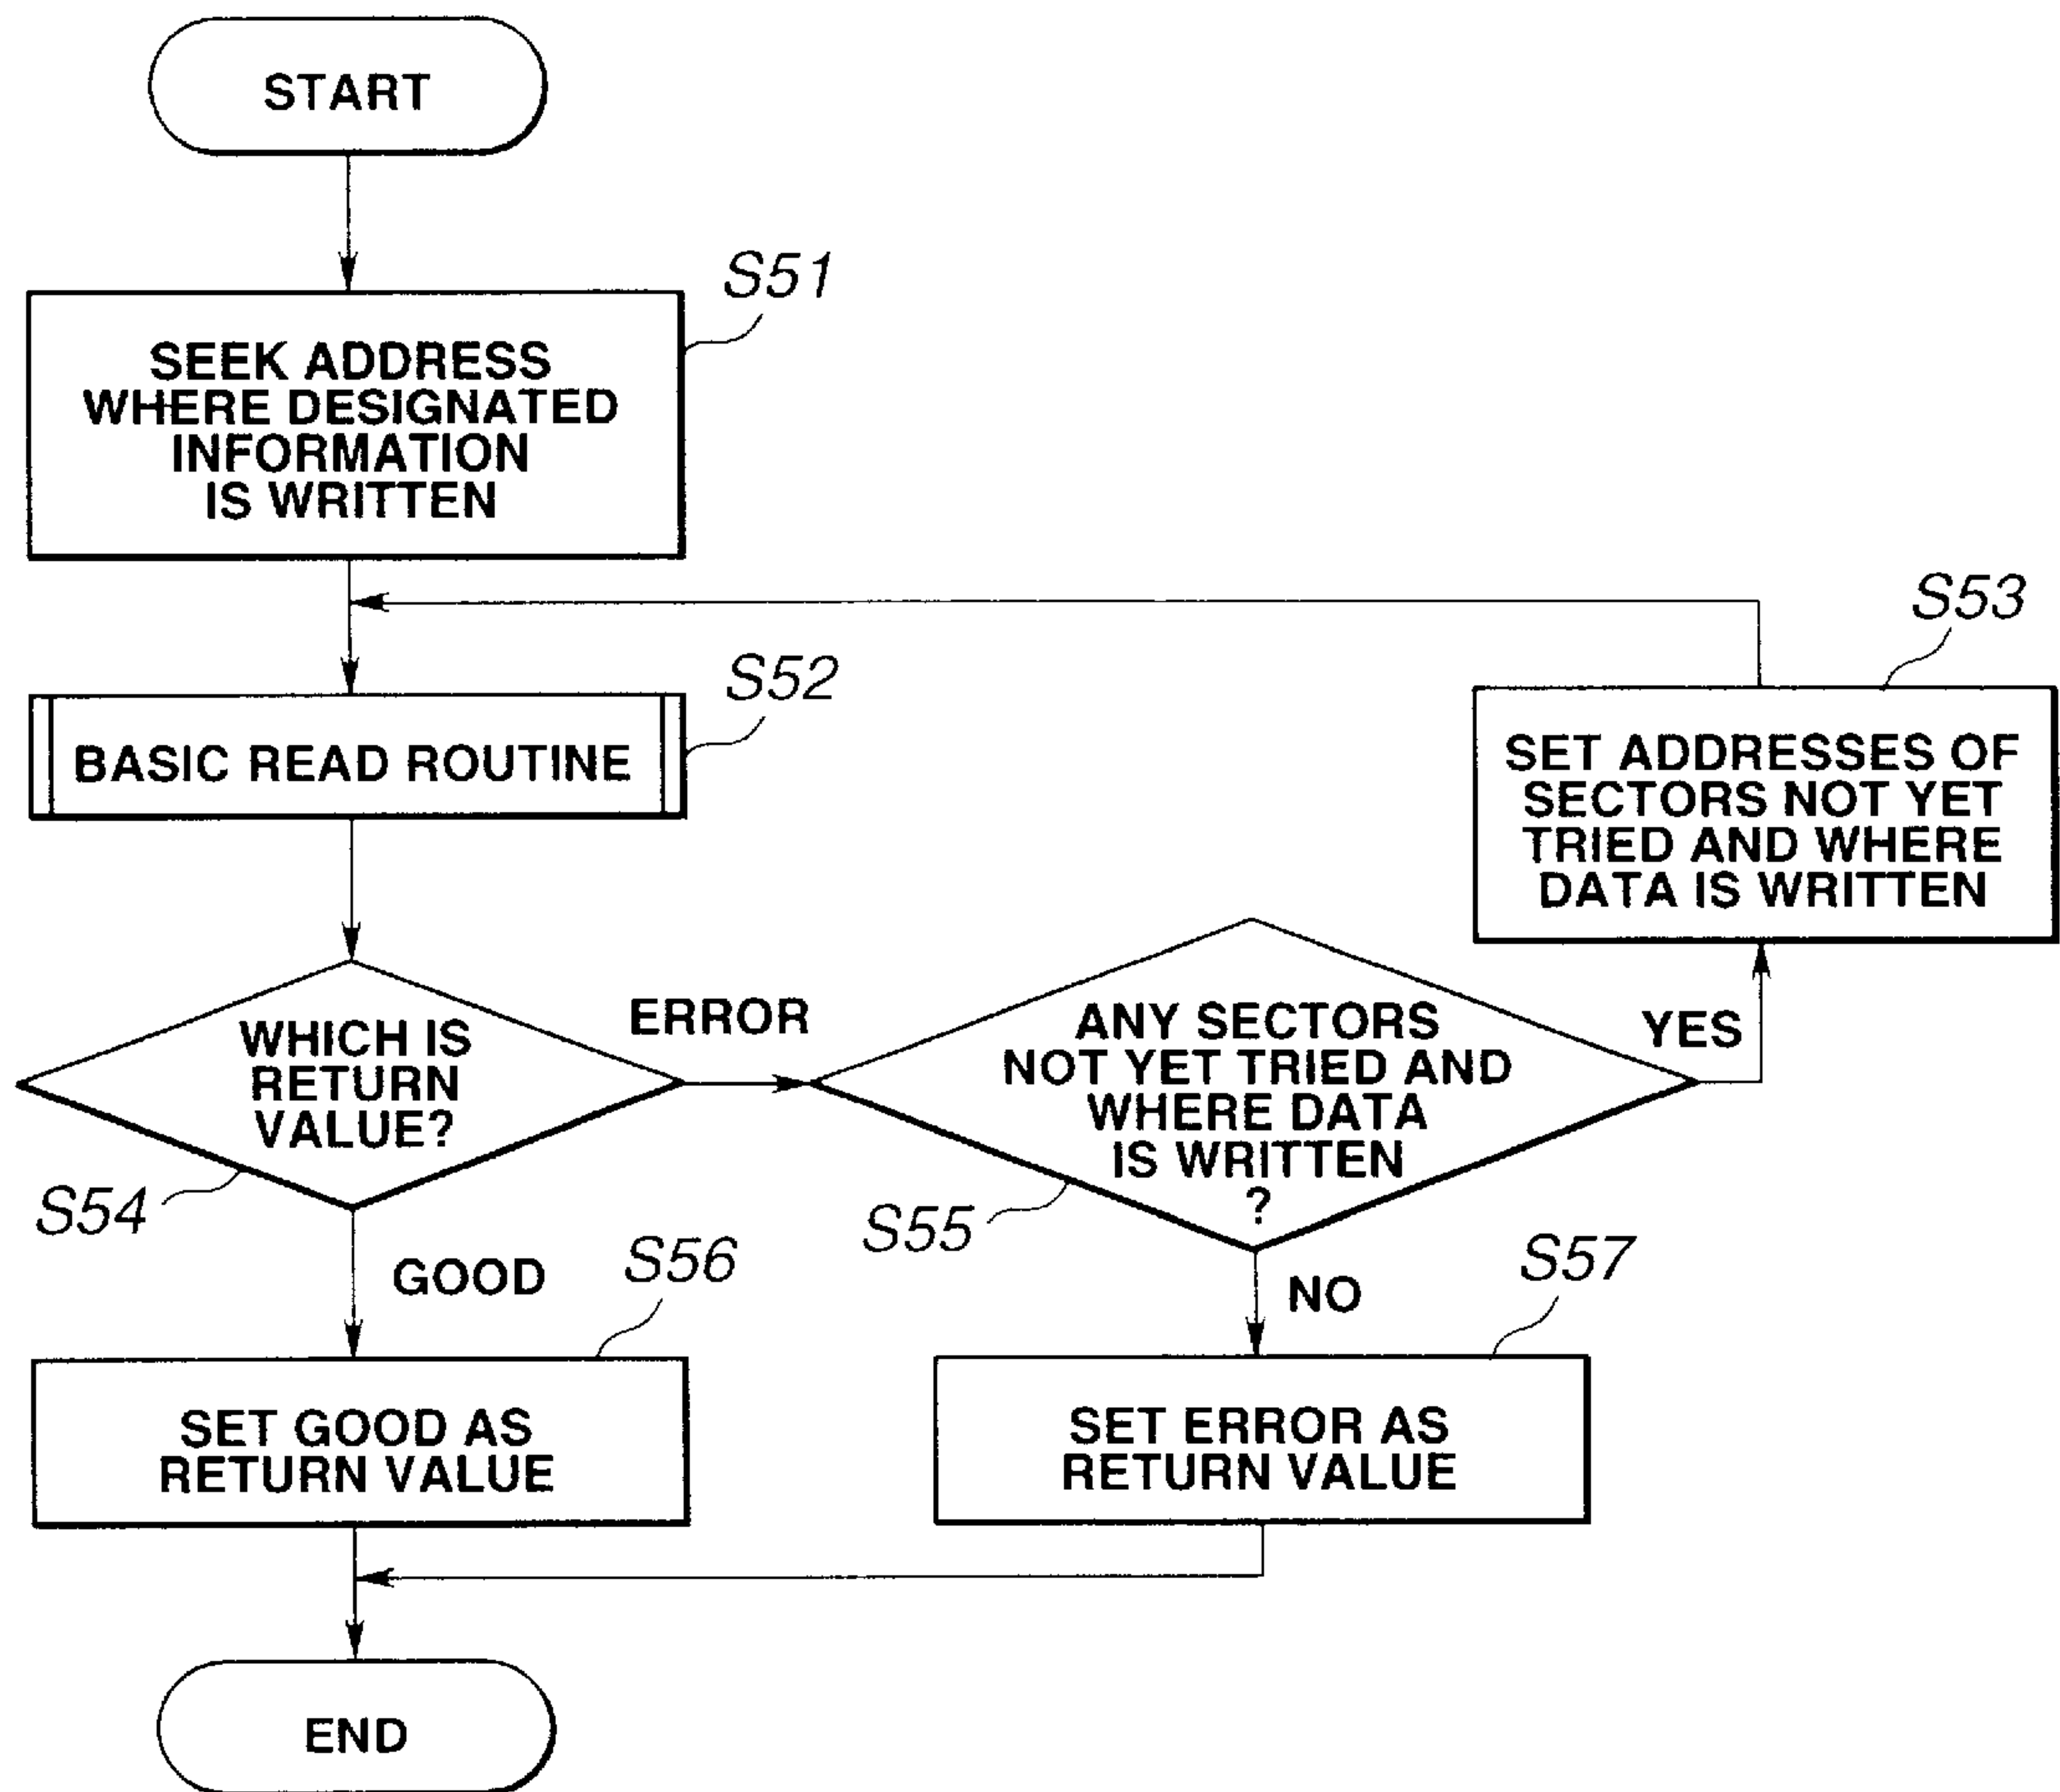 START
S51
SEEK ADDRESS
WHERE DESIGNATED
INFORMATION
IS WRITTEN
S53
S52
BASIC READ ROUTINE
SET ADDRESSES OF
SECTORS NOT YET
TRIED AND WHERE
DATA IS WRITTEN
WHICH IS
RETURN
VALUE?
ERROR
ANY SECTORS
NOT YET TRIED AND
WHERE DATA
IS WRITTEN
?
YES
S54
S55
GOOD
S56
NO
S57
SET GOOD AS
RETURN VALUE
SET ERROR AS
RETURN VALUE
END